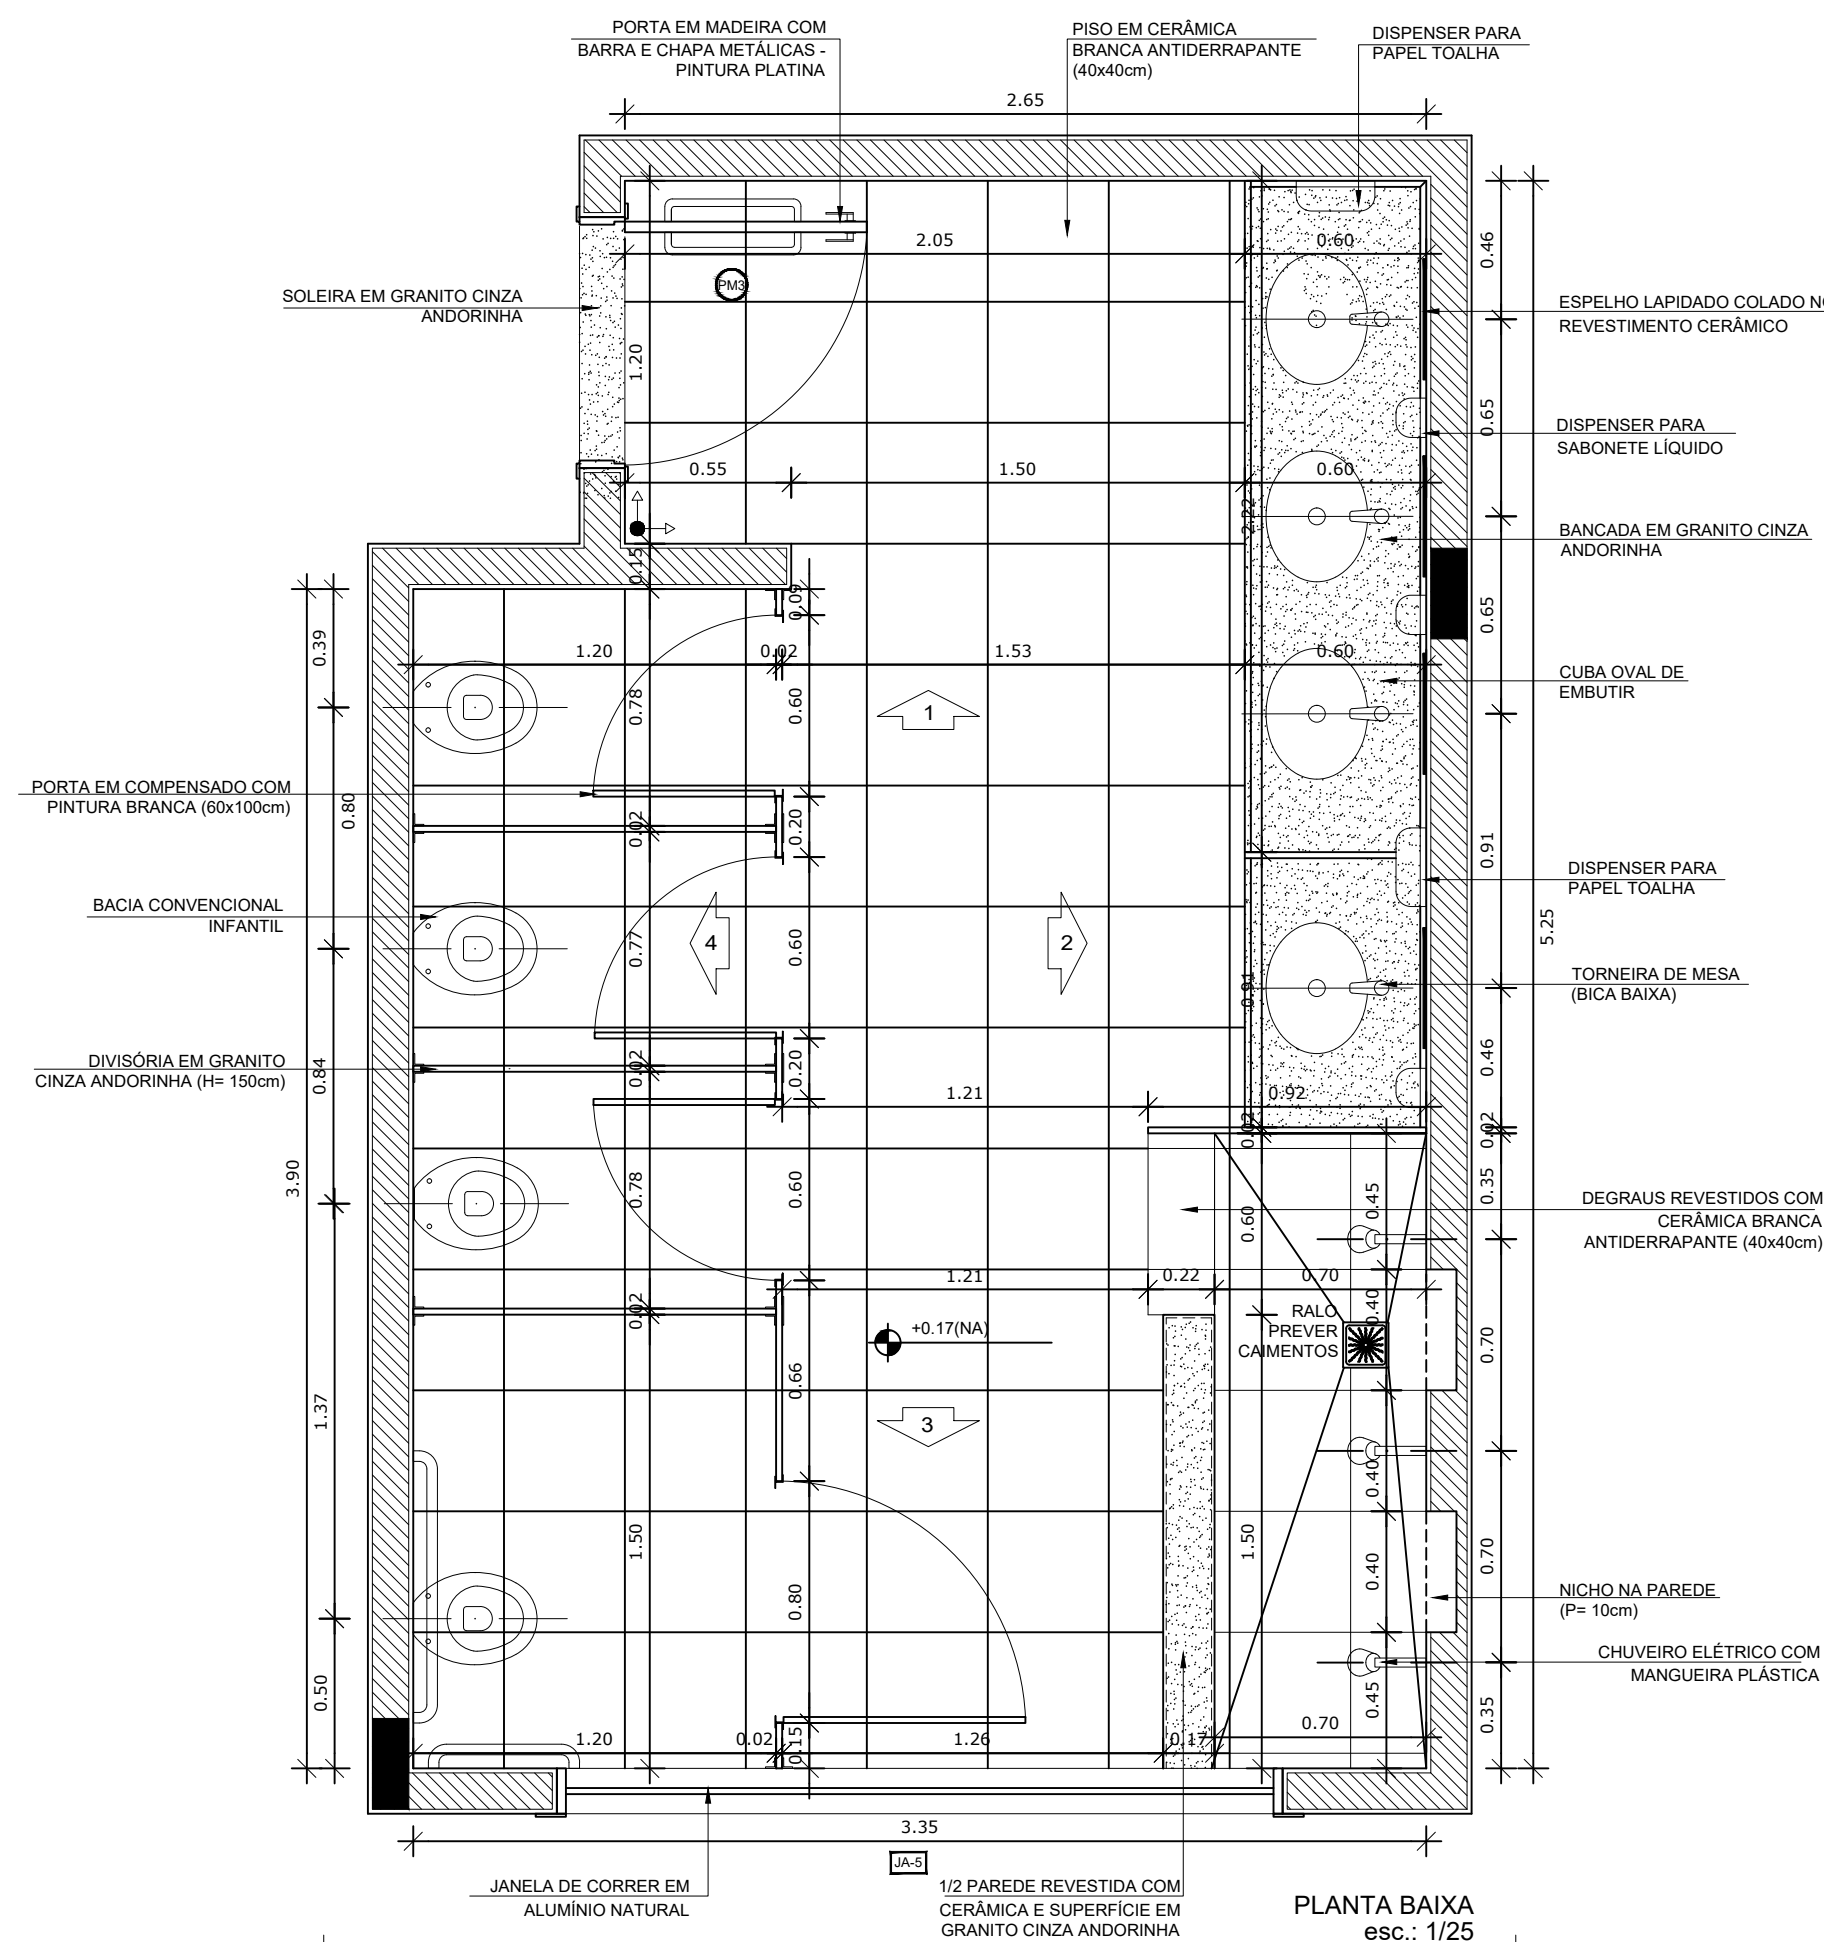 PORTA EM MADEIRA COM
BARRA E CHAPA METÁLICAS -
PINTURA PLATINA
PISO EM CERÂMICA
BRANCA ANTIDERRAPANTE
(40x40cm)
DISPENSER PARA
PAPEL TOALHA
2.65
2.05
0.60
0.46
PM3
SOLEIRA EM GRANITO CINZA
ANDORINHA
ESPELHO LAPIDADO COLADO
REVESTIMENTO CERÂMICO
1.20
0.65
DISPENSER PARA
SABONETE LÍQUIDO
0.55
1.50
0.60
2.22
BANCADA EM GRANITO CINZA
ANDORINHA
0.15
0.09
0.65
0.39
1.20
0.02
1.53
0.60
CUBA OVAL DE
EMBUTIR
0.78
0.60
1
PORTA EM COMPENSADO COM
PINTURA BRANCA (60x100cm)
0.80
0.02
0.20
0.91
DISPENSER PARA
PAPEL TOALHA
BACIA CONVENCIONAL
INFANTIL
5.25
0.77
4
0.60
2
0.91
TORNEIRA DE MESA
(BICA BAIXA)
DIVISÓRIA EM GRANITO
CINZA ANDORINHA (H= 150cm)
0.84
0.02
0.20
0.46
1.21
0.92
0.02
0.02
3.90
0.78
0.60
0.60
0.45
0.35
DEGRAUS REVESTIDOS COM
CERÂMICA BRANCA
ANTIDERRAPANTE (40x40cm)
1.21
0.22
0.70
0.02
0.40
RALO
PREVER
CAIMENTOS
+0.17(NA)
0.70
0.66
1.37
3
0.40
1.50
1.50
0.80
0.40
0.70
NICHO NA PAREDE
(P= 10cm)
CHUVEIRO ELÉTRICO COM
MANGUEIRA PLÁSTICA
0.50
0.45
0.35
1.20
0.02
0.15
1.26
0.17
0.70
3.35
JA-5
JANELA DE CORRER EM
ALUMÍNIO NATURAL
1/2 PAREDE REVESTIDA COM
CERÂMICA E SUPERFÍCIE EM
GRANITO CINZA ANDORINHA
PLANTA BAIXA
esc.: 1/25